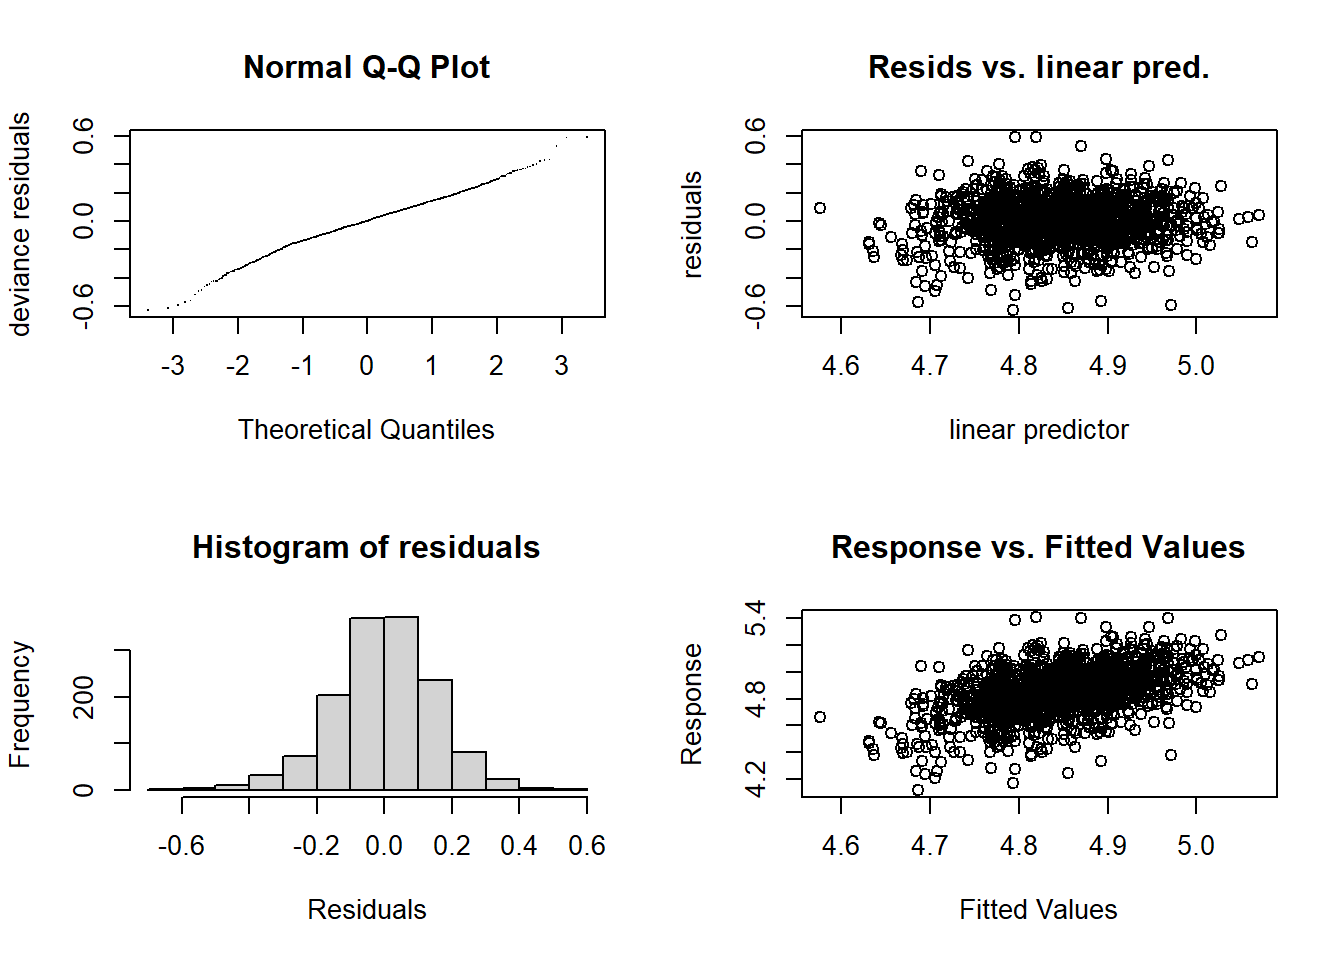 Normal Q-Q Plot
deviance residuals
-0.6 0.0 0.6
-3 -2 -1 0 1 2 3
Theoretical Quantiles
Resids vs. linear pred.
residuals
-0.6 0.0 0.6
4.6 4.7 4.8 4.9 5.0
linear predictor
Histogram of residuals
Frequency
0 200
-0.6 -0.2 0.0 0.2 0.4 0.6
Residuals
Response vs. Fitted Values
Response
4.2 4.8 5.4
4.6 4.7 4.8 4.9 5.0
Fitted Values